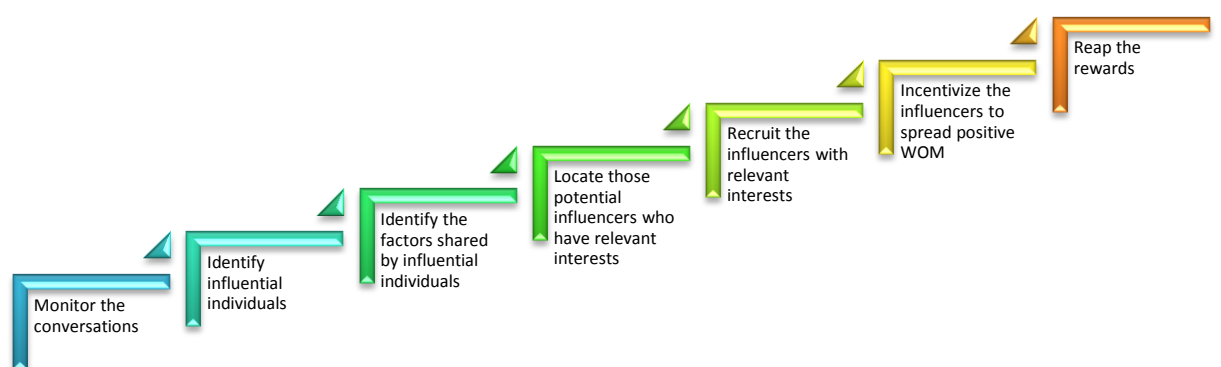 Monitor the
conversations
Identify
influential
individuals
Identify the
factors shared
by influential
individuals
Locate those
potential
influencers who
have relevant
interests
Recruit the
influencers with
relevant
interests
Incentivize the
influencers to
spread positive
WOM
Reap the
rewards